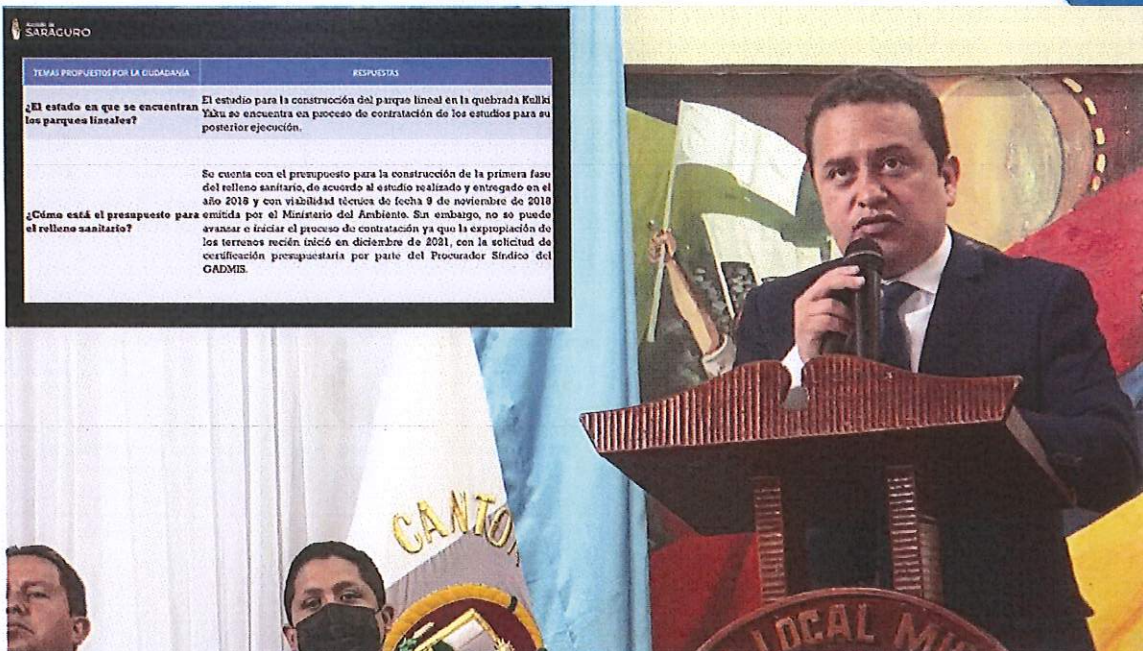 Alcaldía de
SARAGURO
TEMAS PROPUESTOS POR LA CIUDADANÍA
RESPUESTAS
¿El estado en que se encuentran
los parques lineales?
El estudio para la construcción del parque lineal en la quebrada Kullki
Yaku se encuentra en proceso de contratación de los estudios para su
posterior ejecución.
¿Cómo está el presupuesto para
el relleno sanitario?
Se cuenta con el presupuesto para la construcción de la primera fase
del relleno sanitario, de acuerdo al estudio realizado y entregado en el
año 2018 y con viabilidad técnica de fecha 9 de noviembre de 2018
emitida por el Ministerio del Ambiente. Sin embargo, no se puede
avanzar e iniciar el proceso de contratación ya que la expropiación de
los terrenos recién inició en diciembre de 2021, con la solicitud de
certificación presupuestaria por parte del Procurador Síndico del
GADMIS.
CANTO
LOCAL MU